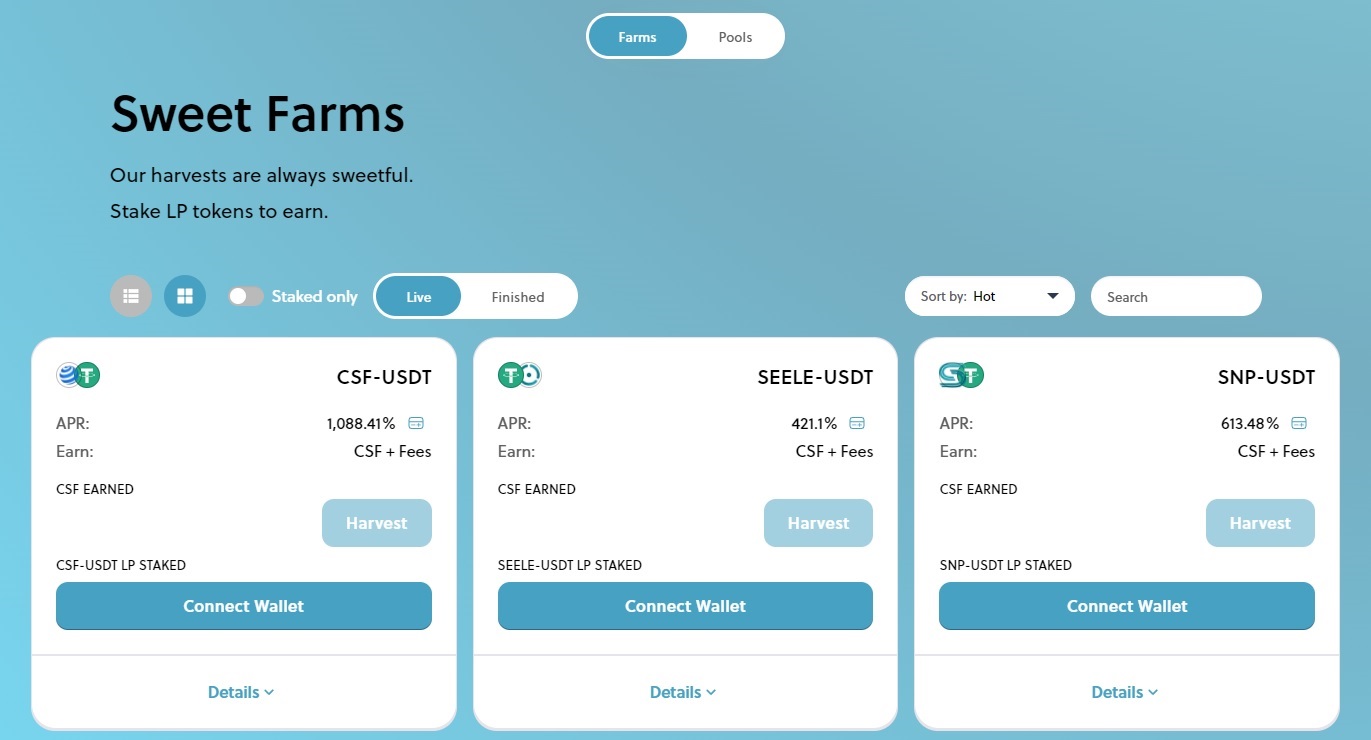 Farms Pools
Sweet Farms
Our harvests are always sweetful.
Stake LP tokens to earn.
Staked only Live Finished Sort by: Hot Search
CSF-USDT
APR: 1,088.41%
Earn: CSF + Fees
CSF EARNED
Harvest
CSF-USDT LP STAKED
Connect Wallet
Details
SEELE-USDT
APR: 421.1%
Earn: CSF + Fees
CSF EARNED
Harvest
SEELE-USDT LP STAKED
Connect Wallet
Details
SNP-USDT
APR: 613.48%
Earn: CSF + Fees
CSF EARNED
Harvest
SNP-USDT LP STAKED
Connect Wallet
Details